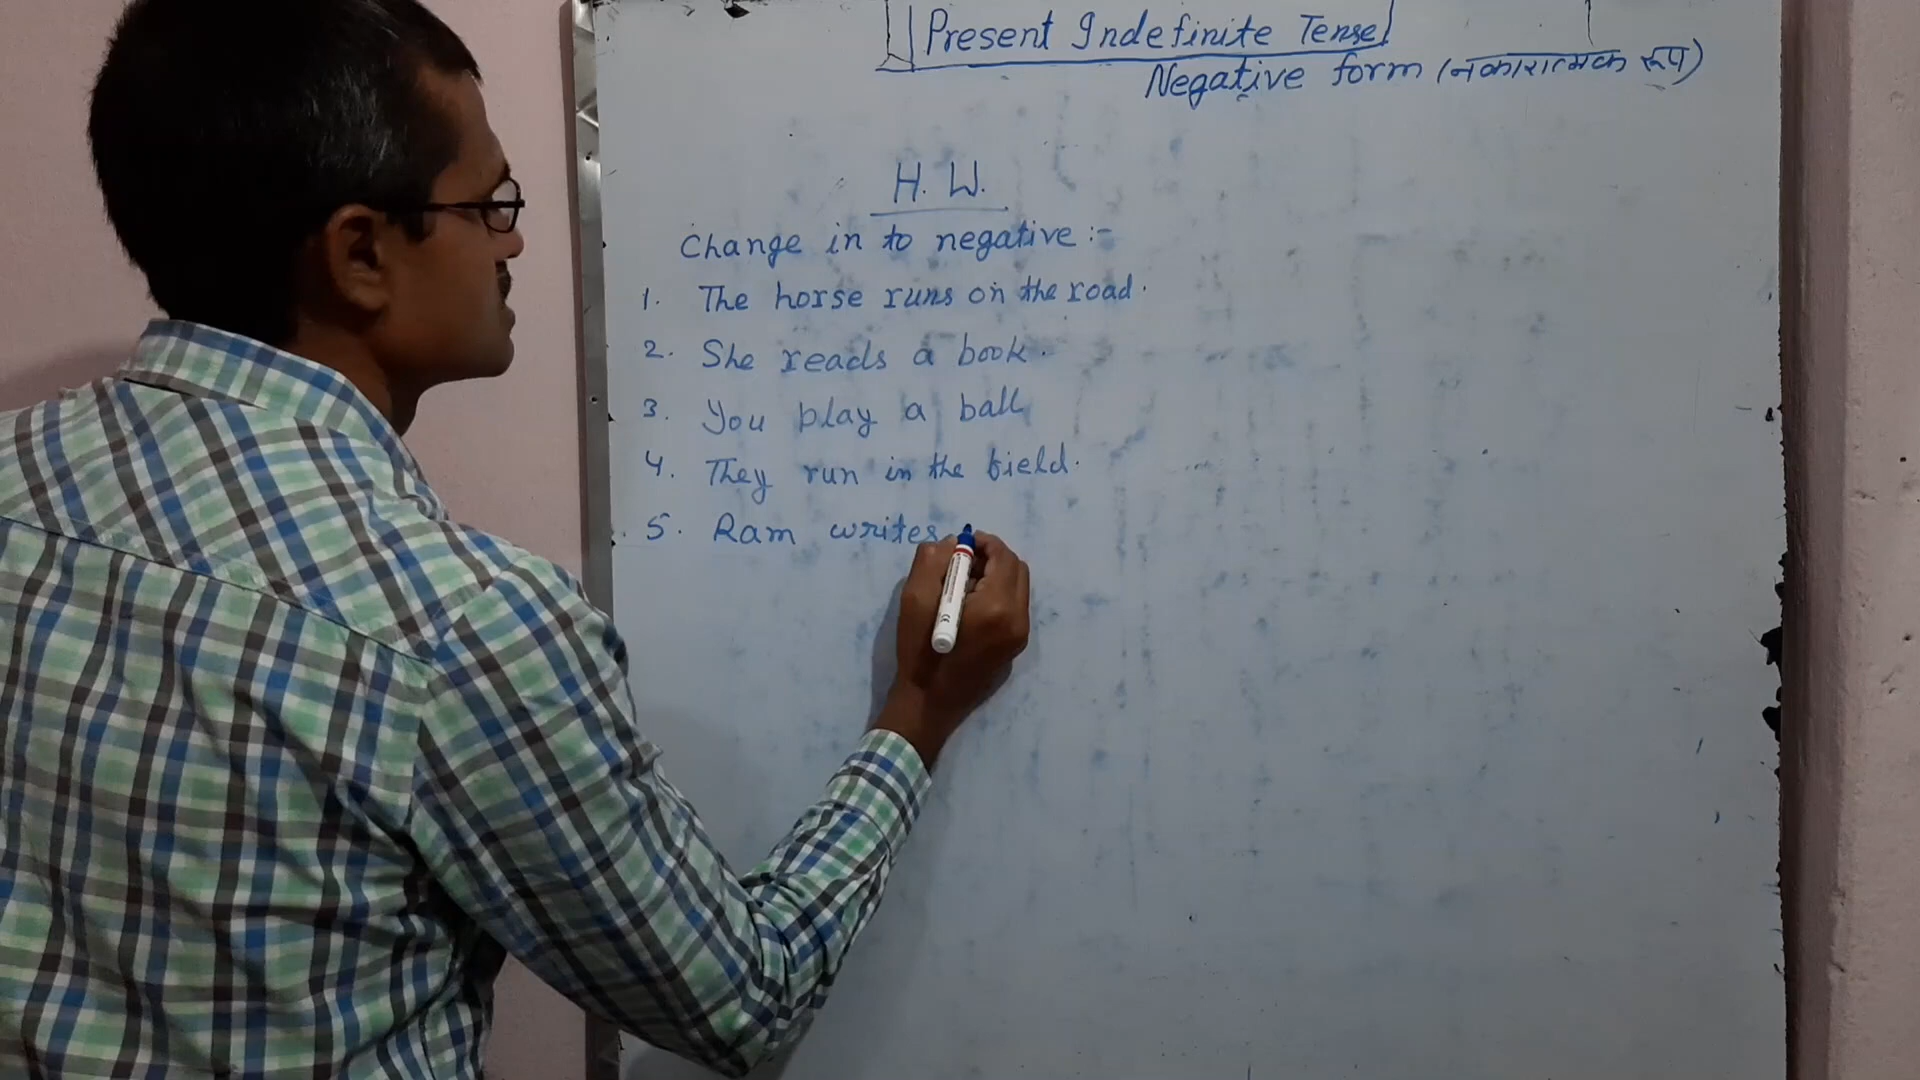 Present Indefinite Tense
Negative form (नकारात्मक रूप)
H. W.
Change in to negative :-
1. The horse runs on the road.
2. She reads a book.
3. You play a ball
4. They run in the field.
5. Ram writes